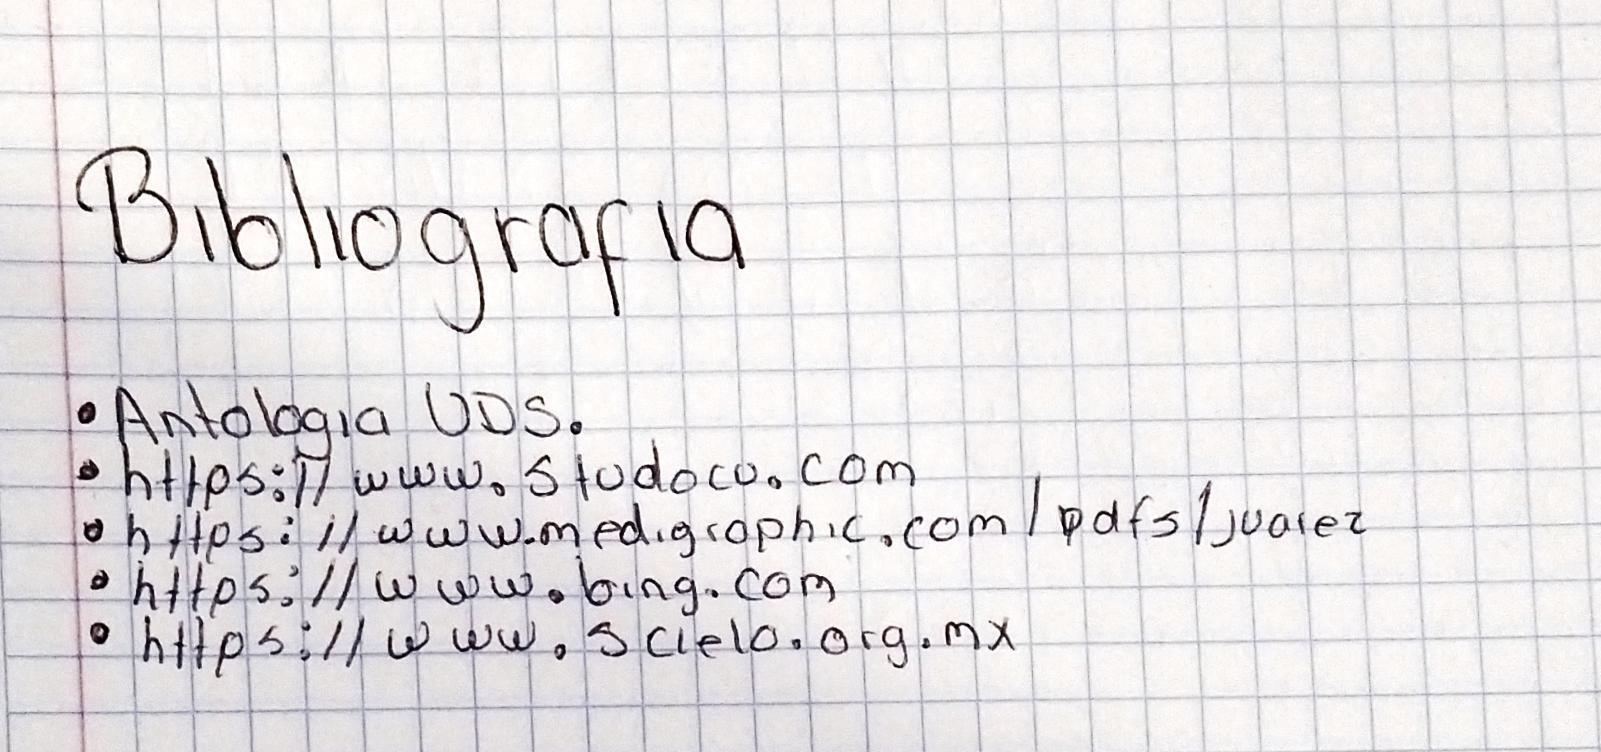 Bibliografia
• Antologia UDS.
• https://www.studocu.com
• https://www.medigraphic.com/pdfs/juarez
• https://www.bing.com
• https://www.scielo.org.mx